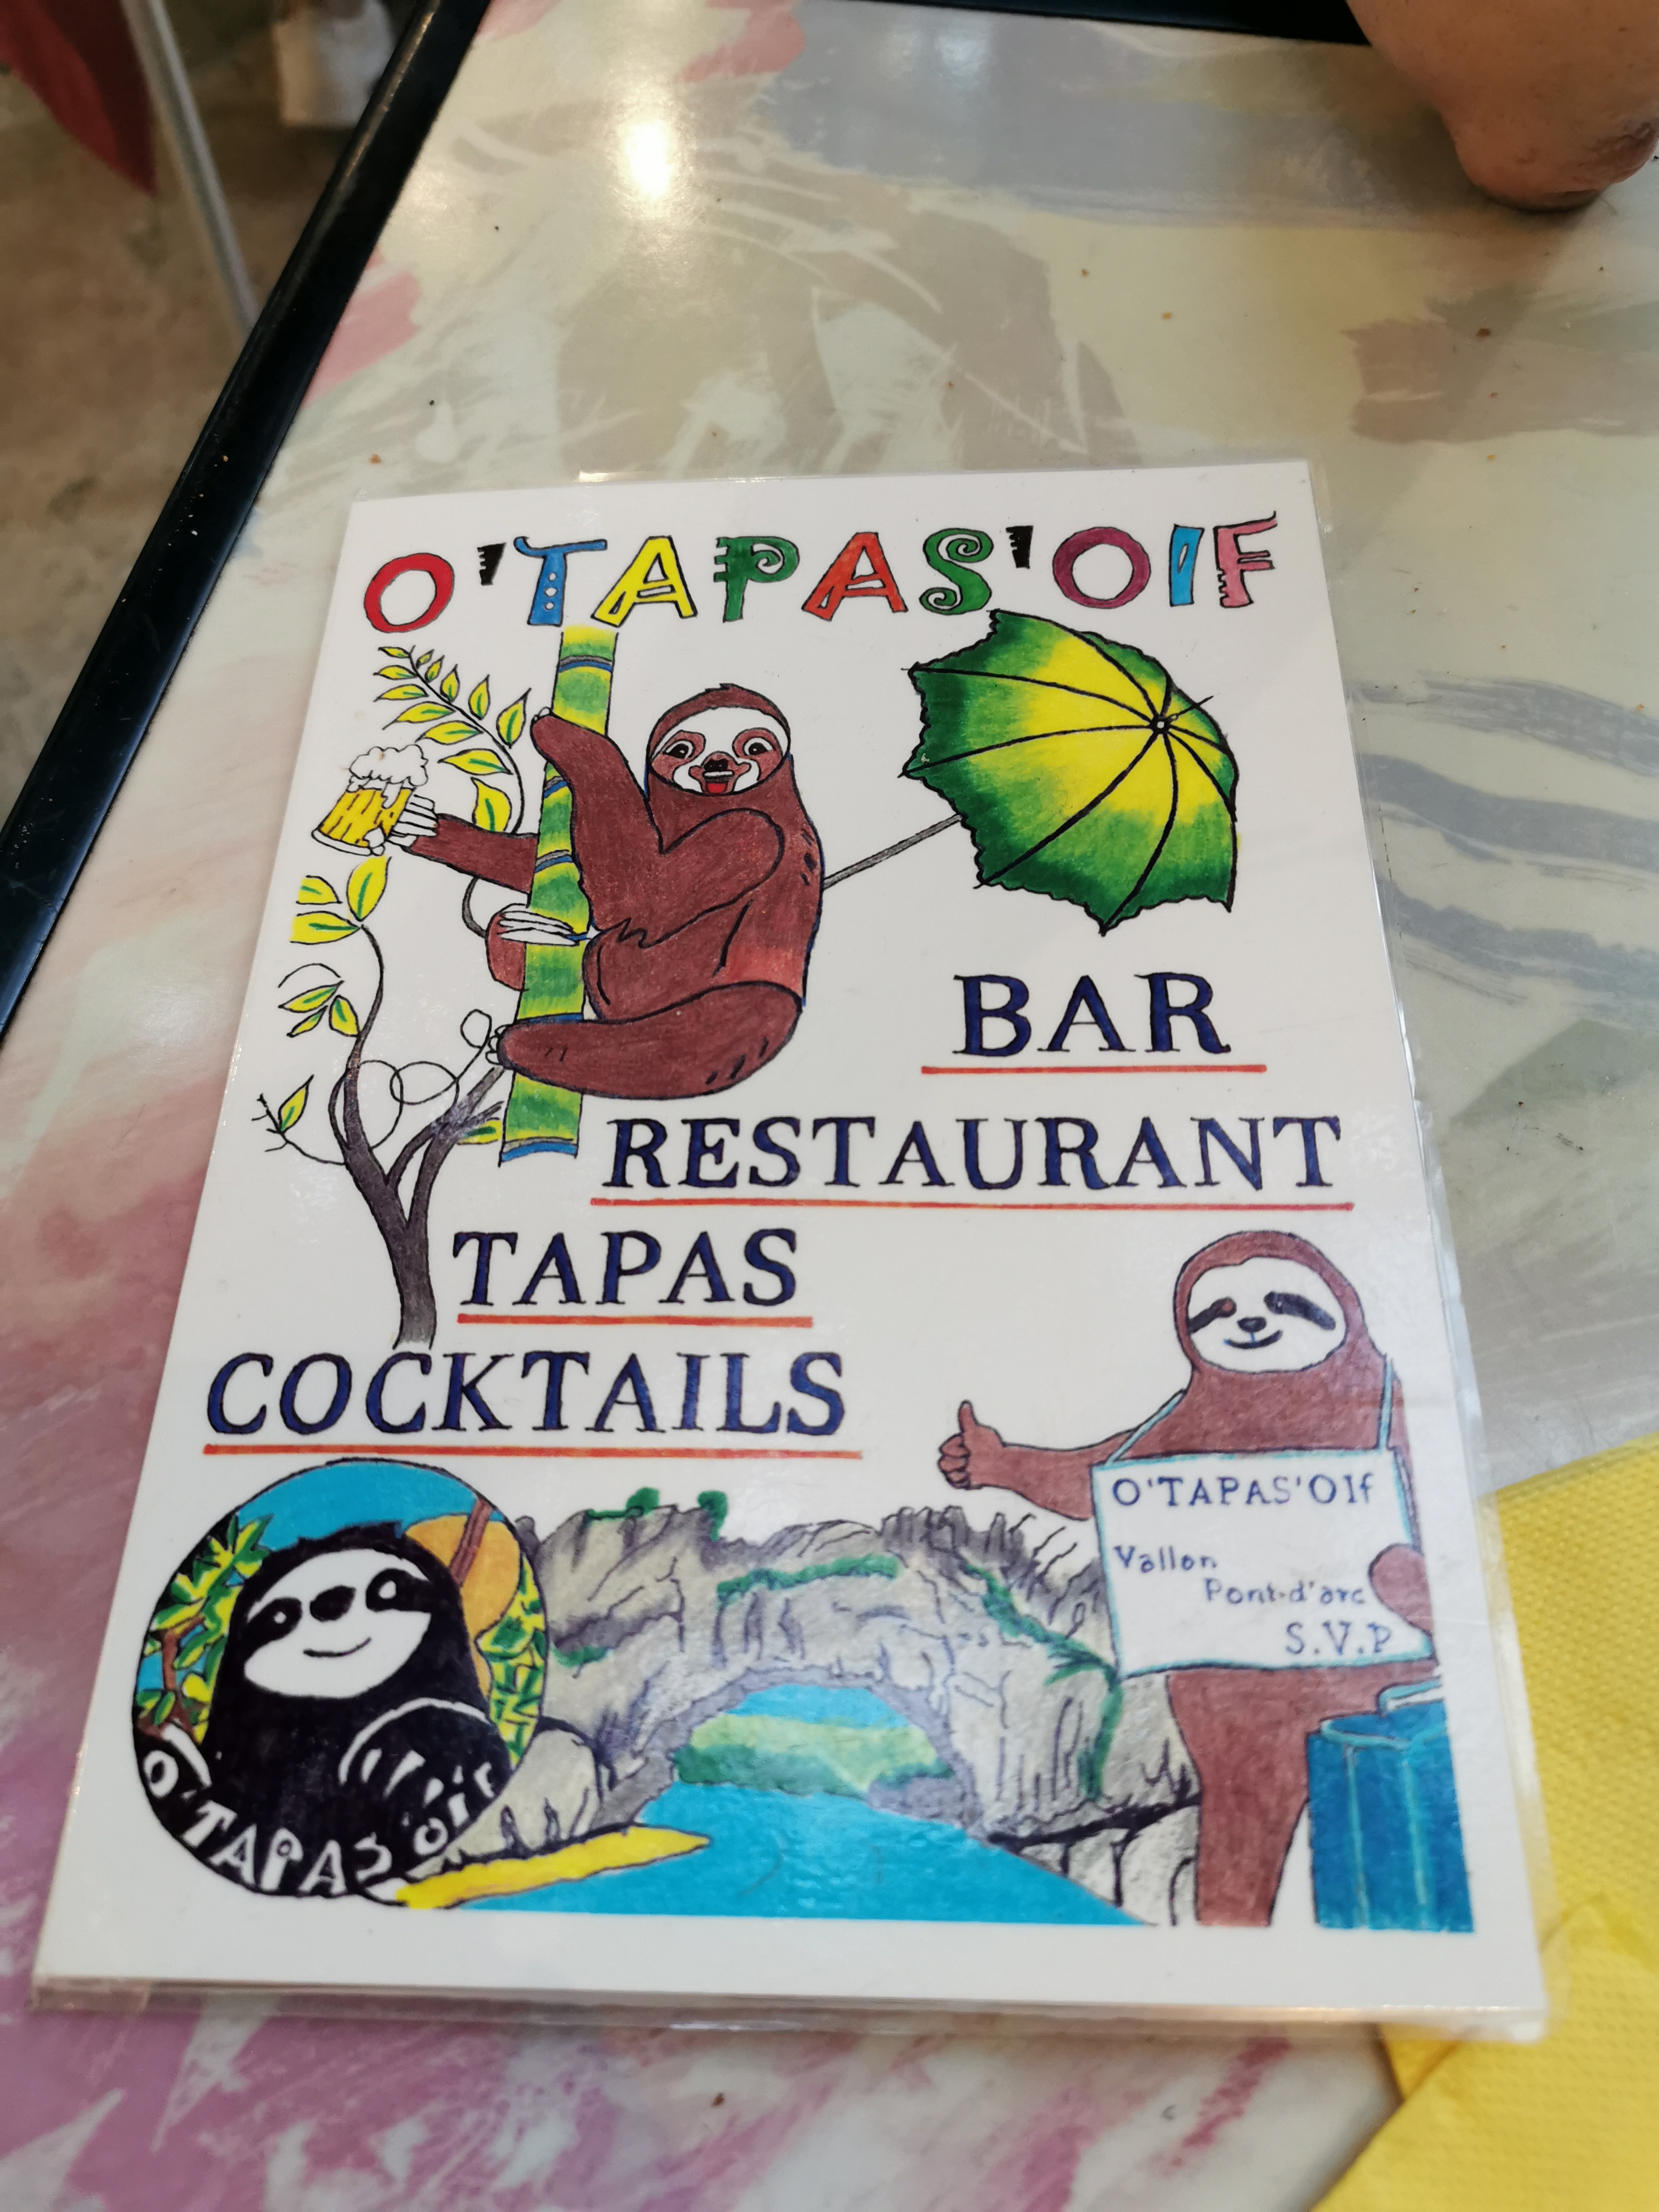 O'TAPAS'OIF
BAR
RESTAURANT
TAPAS
COCKTAILS
O'TAPAS'OIf
Vallon
Pont-d'arc
S.V.P
O'TAPAS'OIF